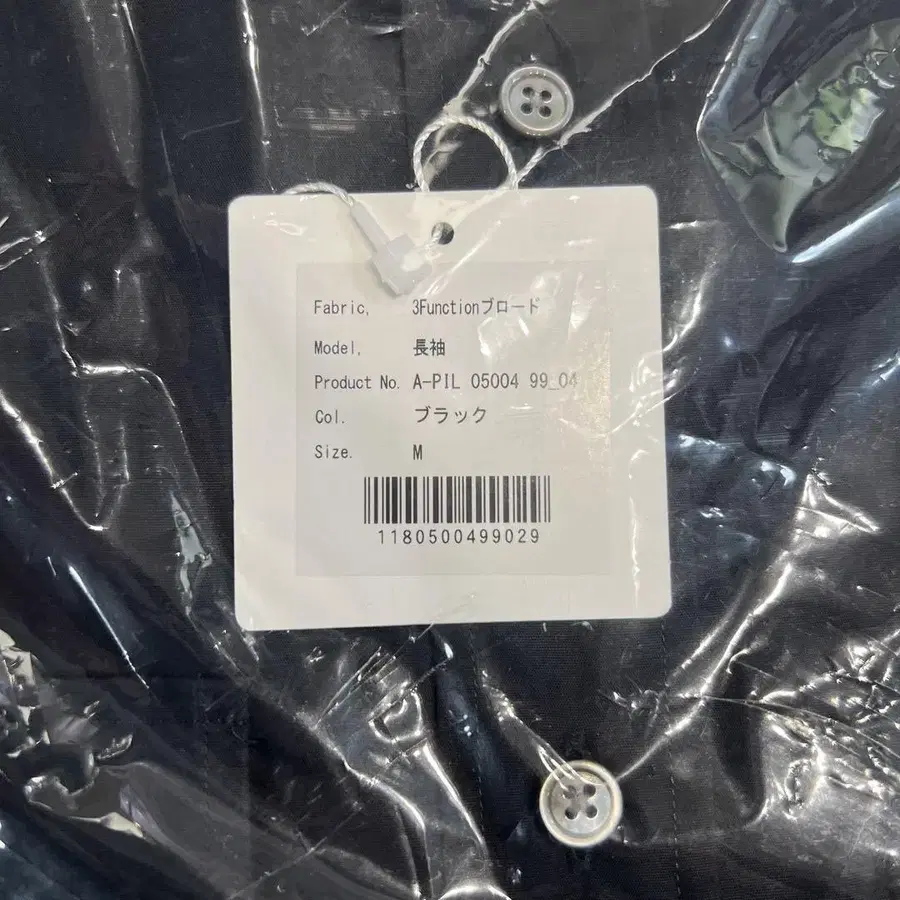 Fabric, 3Functionブロード
Model, 長袖
Product No. A-PIL 05004 99_04
Col. ブラック
Size. M
1180500499029